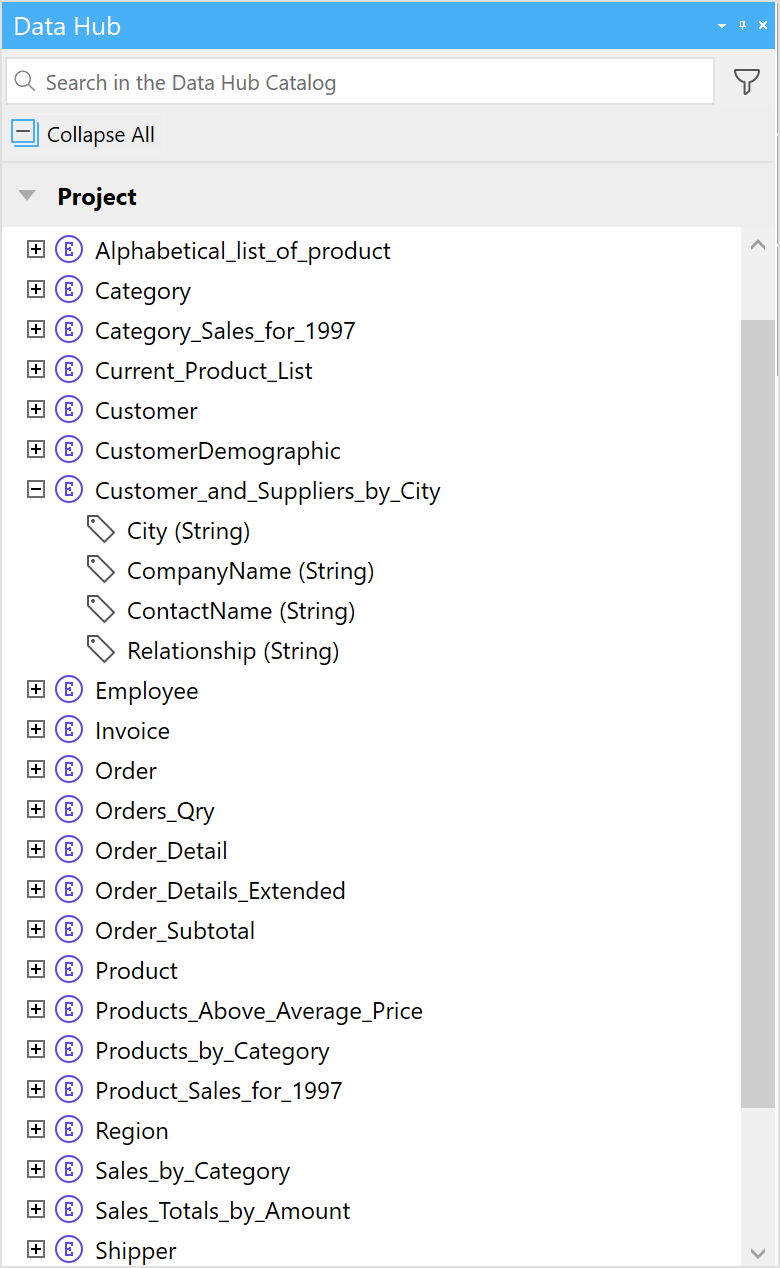 Data Hub
Search in the Data Hub Catalog
Collapse All
Project
E Alphabetical_list_of_product
E Category
E Category_Sales_for_1997
E Current_Product_List
E Customer
E CustomerDemographic
E Customer_and_Suppliers_by_City
City (String)
CompanyName (String)
ContactName (String)
Relationship (String)
E Employee
E Invoice
E Order
E Orders_Qry
E Order_Detail
E Order_Details_Extended
E Order_Subtotal
E Product
E Products_Above_Average_Price
E Products_by_Category
E Product_Sales_for_1997
E Region
E Sales_by_Category
E Sales_Totals_by_Amount
E Shipper